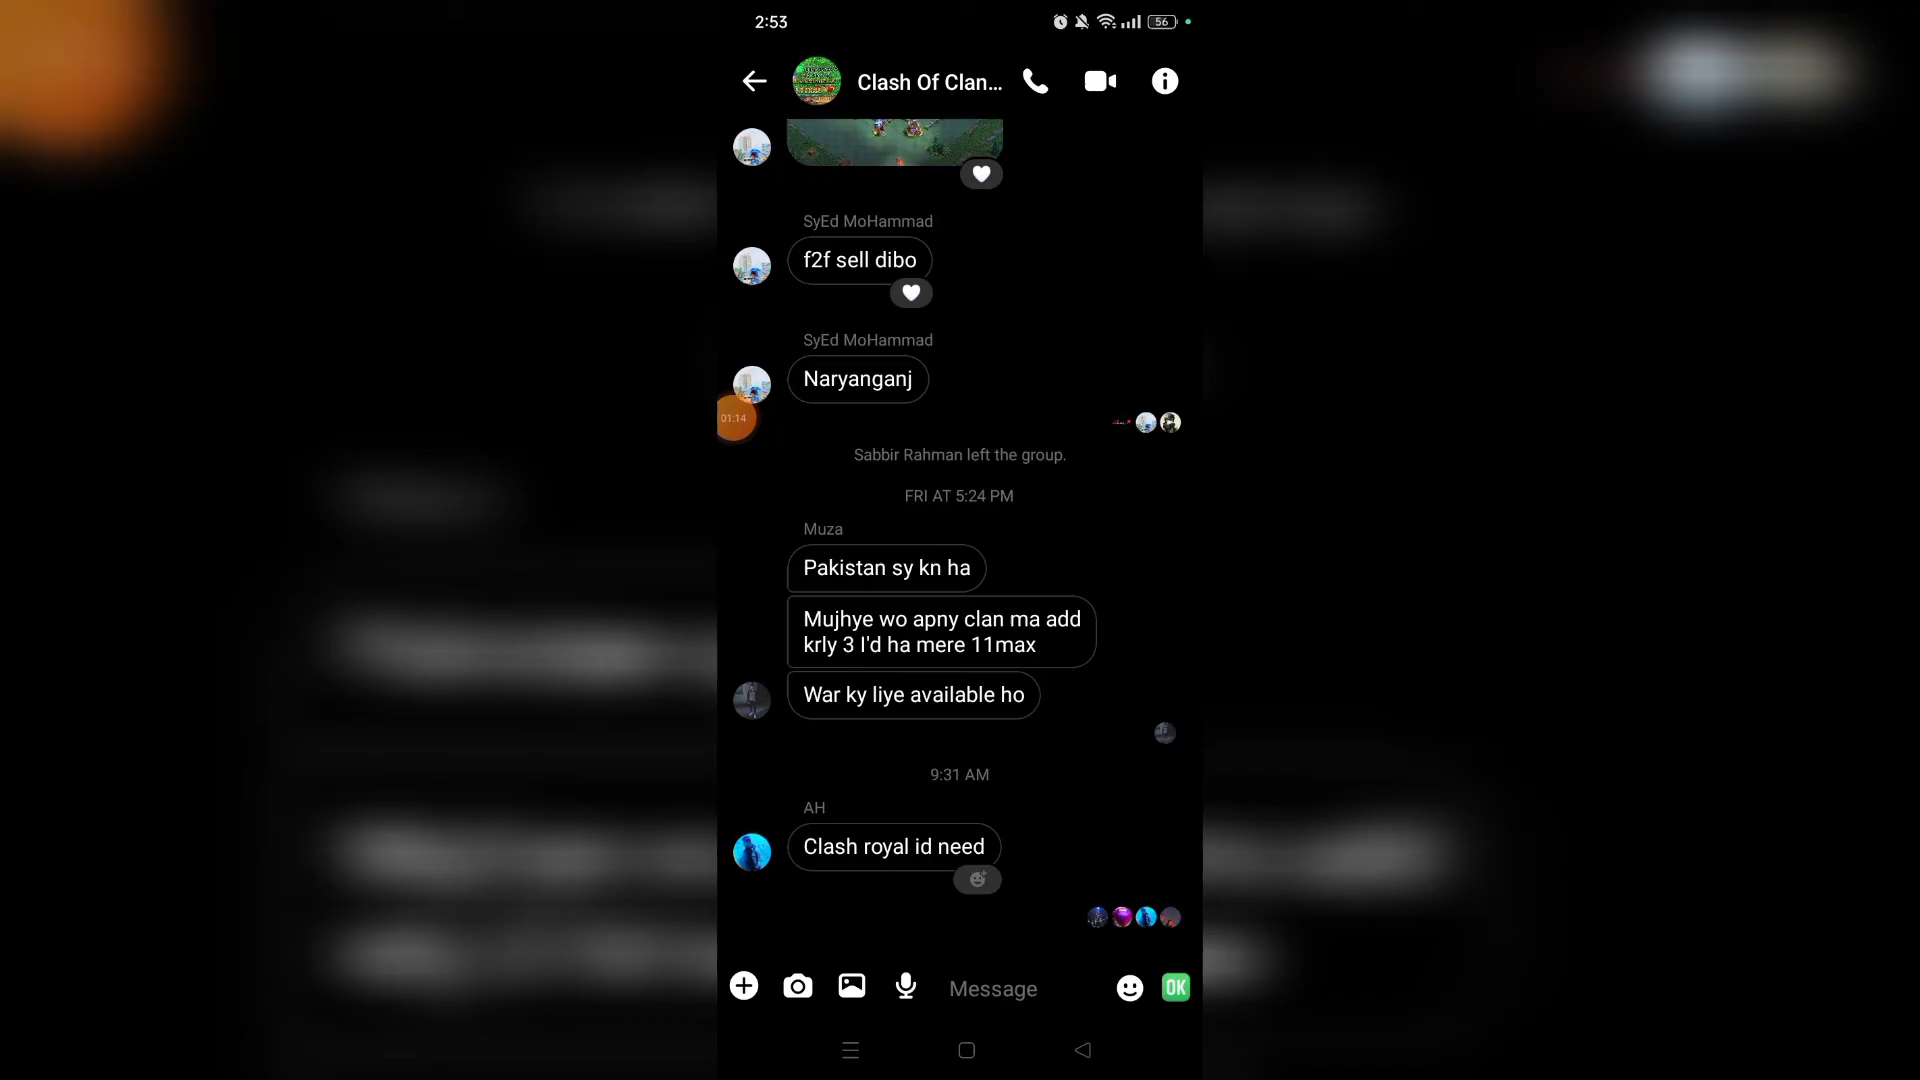 2:53
56
Clash Of Clan...
SyEd MoHammad
f2f sell dibo
SyEd MoHammad
Naryanganj
01:14
Sabbir Rahman left the group.
FRI AT 5:24 PM
Muza
Pakistan sy kn ha
Mujhye wo apny clan ma add
krly 3 I'd ha mere 11max
War ky liye available ho
9:31 AM
AH
Clash royal id need
Message
OK